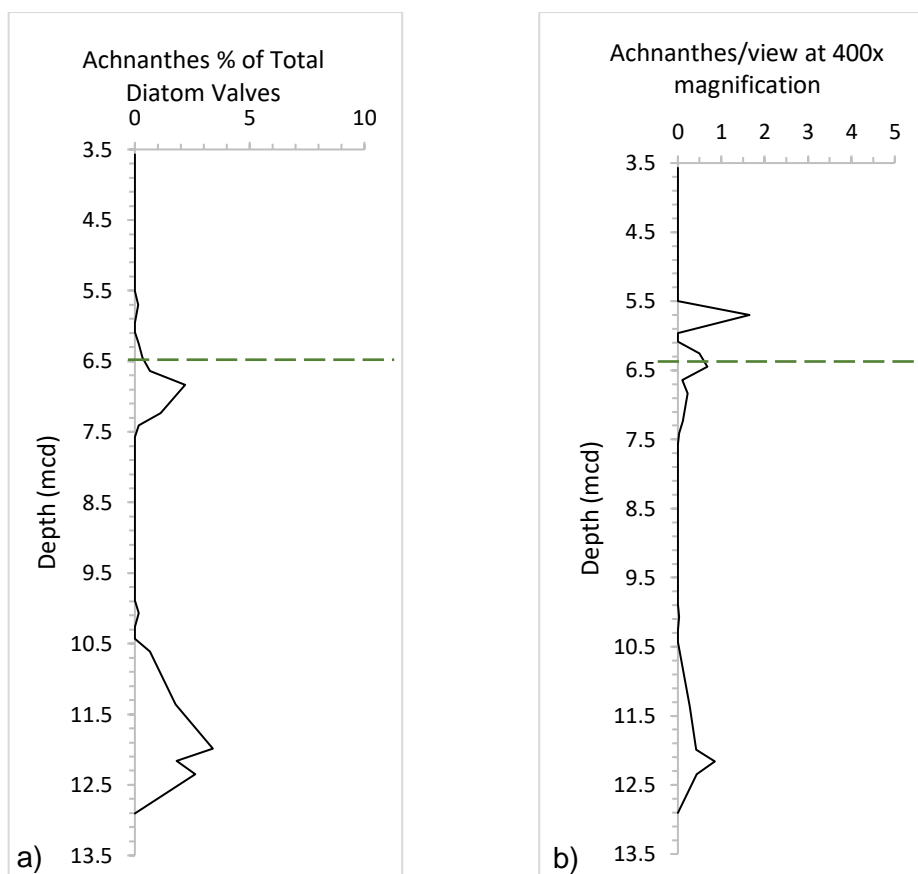 Achnanthes % of Total
Diatom Valves
0 5 10
3.5
4.5
5.5
6.5
7.5
8.5
9.5
10.5
11.5
12.5
13.5
Depth (mcd)
a)
Achnanthes/view at 400x
magnification
0 1 2 3 4 5
3.5
4.5
5.5
6.5
7.5
8.5
9.5
10.5
11.5
12.5
13.5
Depth (mcd)
b)